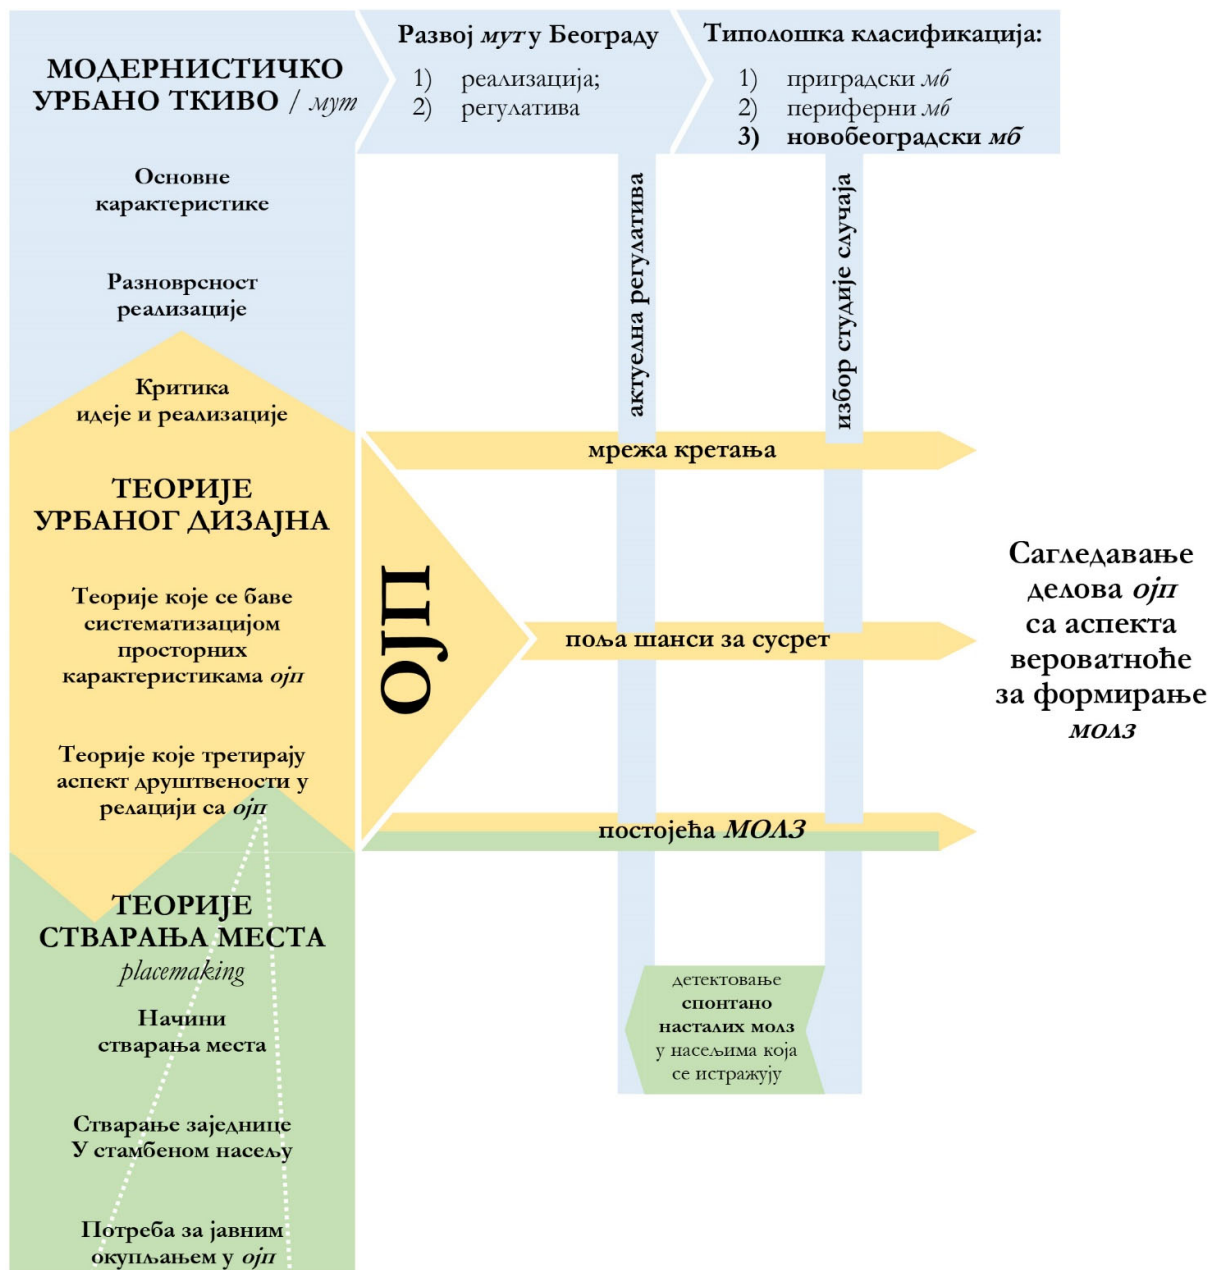 МОДЕРНИСТИЧКО
УРБАНО ТКИВО / мут
Развој мут у Београду
1) реализација;
2) регулатива
Типолошка класификација:
1) приградски мб
2) периферни мб
3) новобеоградски мб
Основне
карактеристике
Разноврсност
реализације
Критика
идеје и реализације
ТЕОРИЈЕ
УРБАНОГ ДИЗАЈНА
Теорије које се баве
систематизацијом
просторних
карактеристикама ојп
Теорије које третирају
аспект друштвености у
релацији са ојп
ТЕОРИЈЕ
СТВАРАЊА МЕСТА
placemaking
Начини
стварања места
Стварање заједнице
У стамбеном насељу
Потреба за јавним
окупљањем у ојп
ОЈП
актуелна регулатива
избор студије случаја
мрежа кретања
поља шанси за сусрет
постојећа МОЛЗ
детектовање
спонтано
насталих молз
у насељима која
се истражују
Сагледавање
делова ојп
са аспекта
вероватноће
за формирање
молз